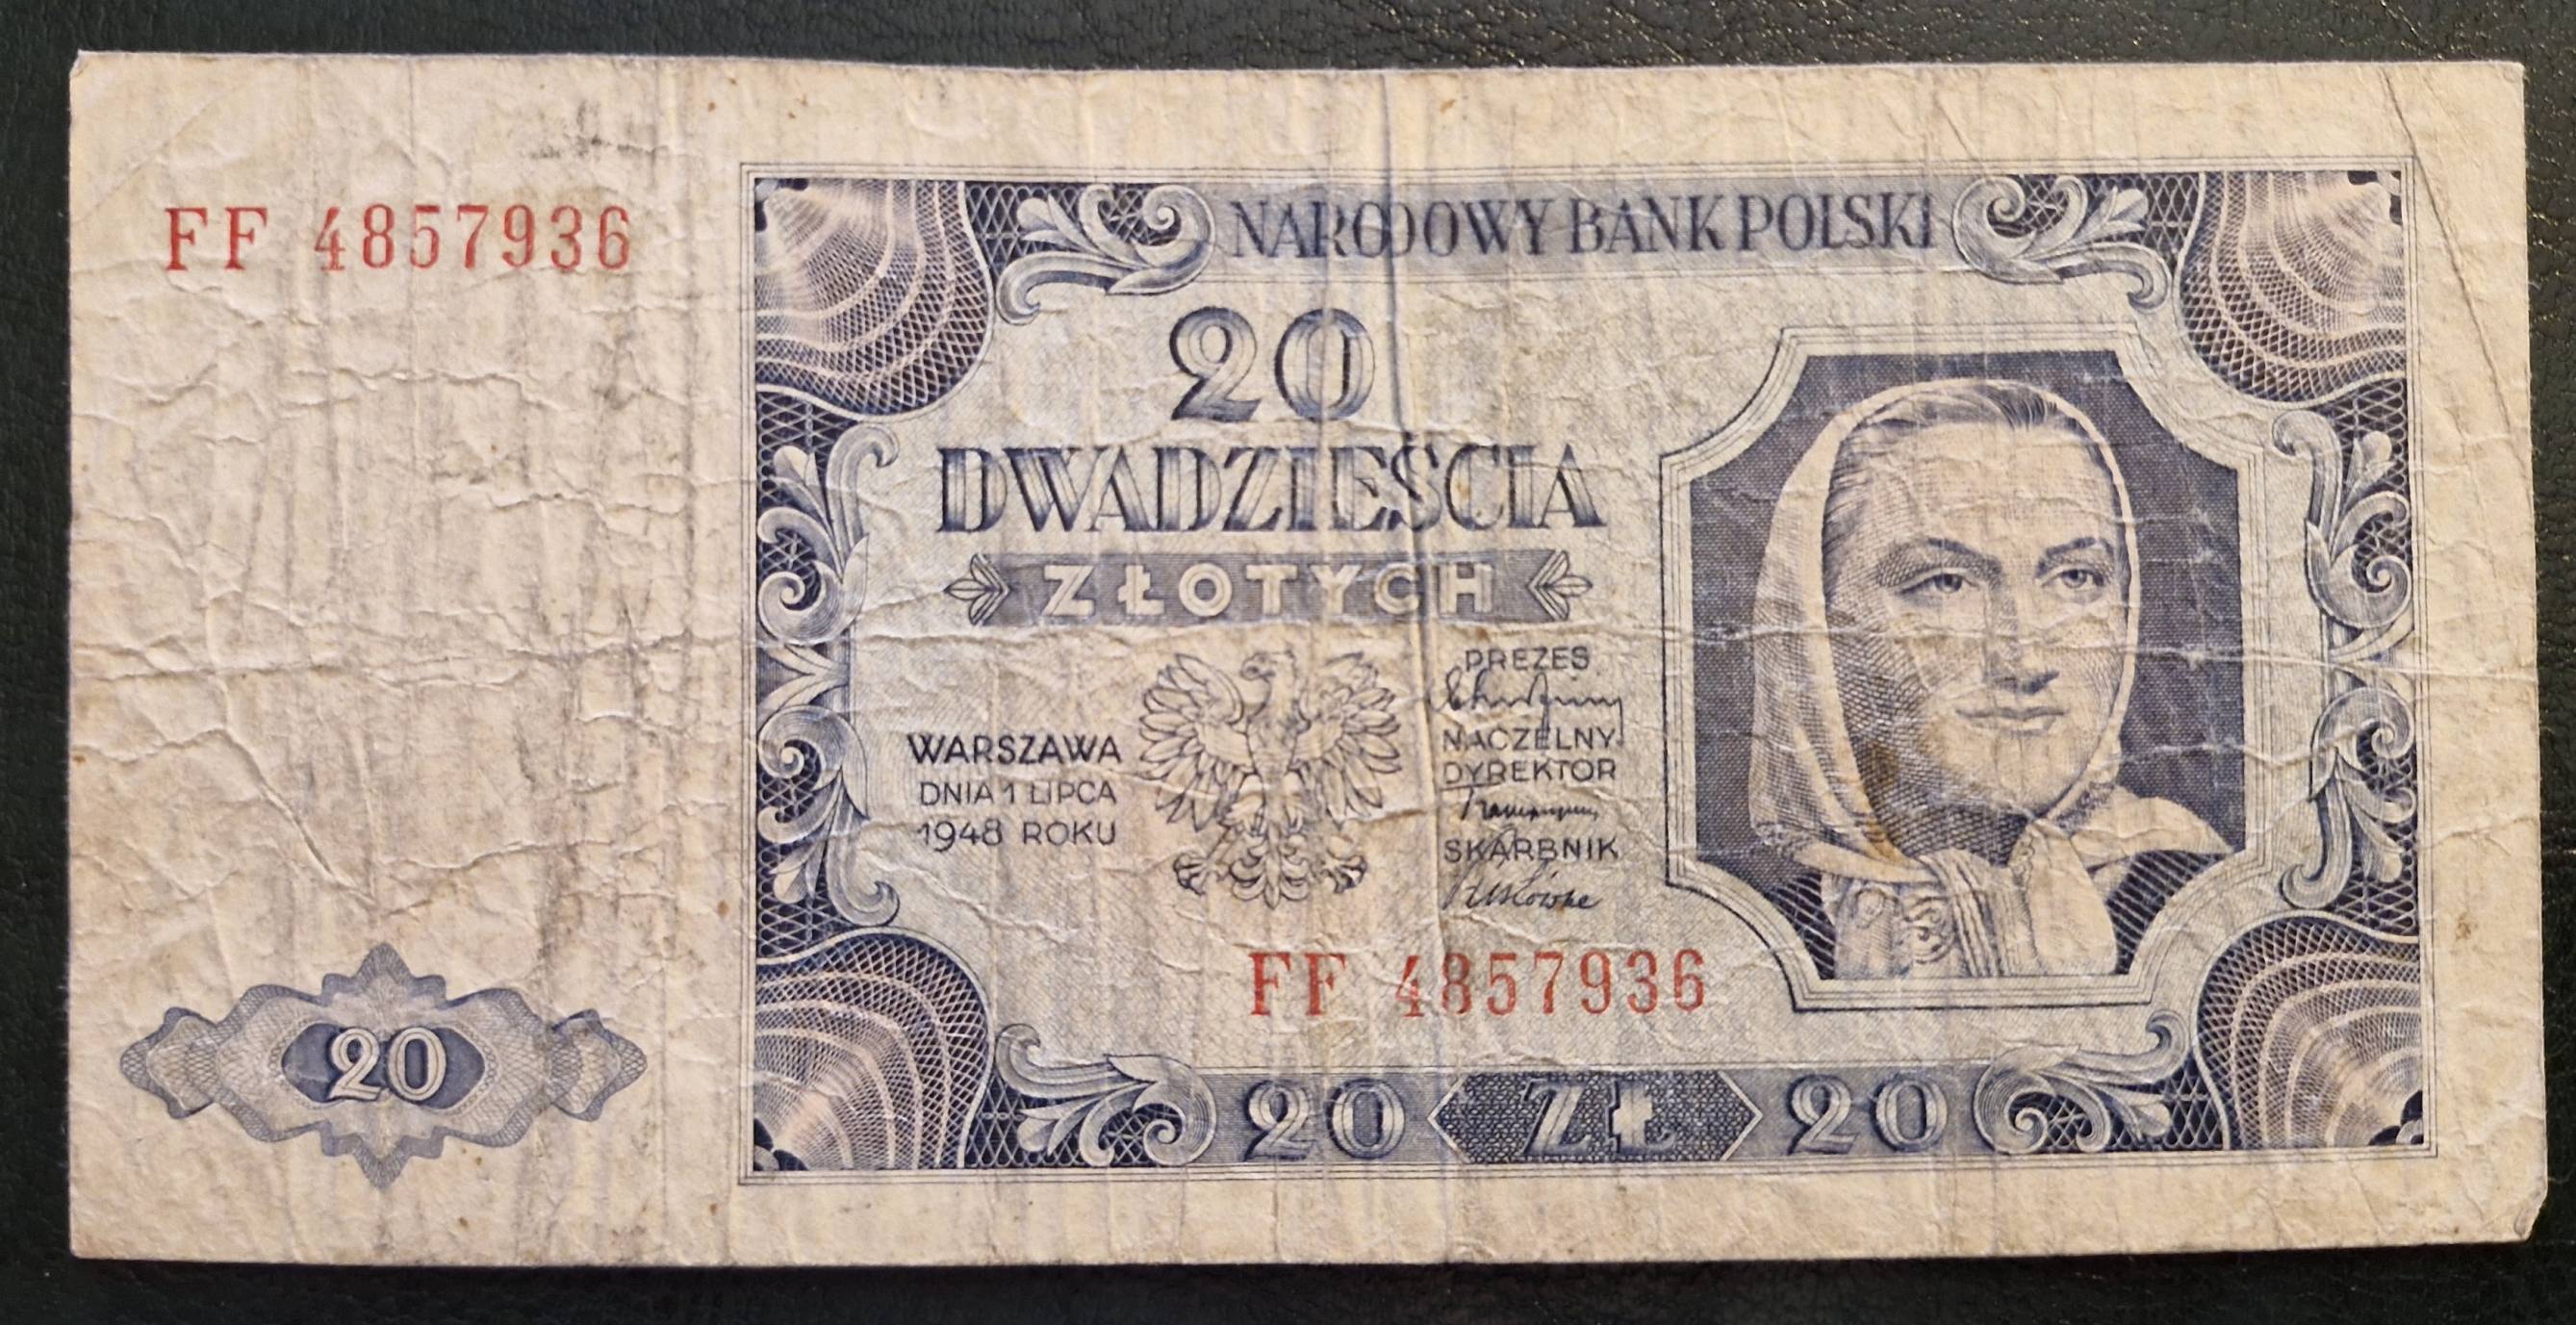 FF 4857936
NARODOWY BANK POLSKI
20
DWADZIEŚCIA
ZŁOTYCH
WARSZAWA
DNIA 1 LIPCA
1948 ROKU
PREZES
NACZELNY
DYREKTOR
SKARBNIK
FF 4857936
20
20 ZŁ 20